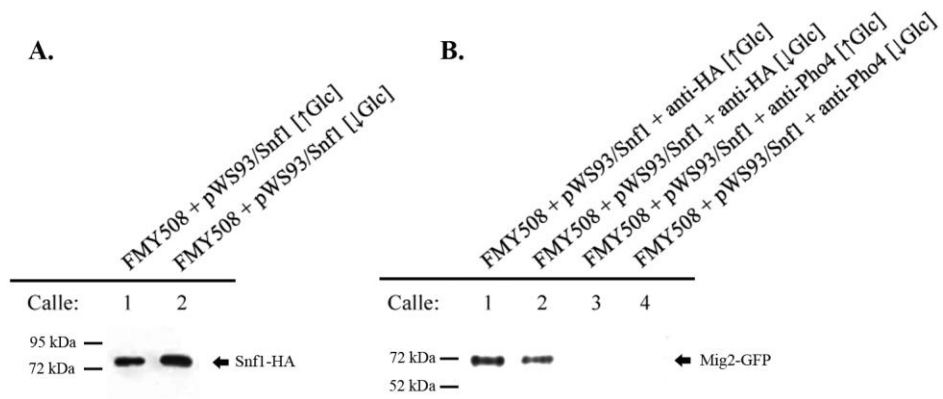 A.
FMY508 + pWS93/Snf1 [↑Glc]
FMY508 + pWS93/Snf1 [↓Glc]
Calle: 1 2
95 kDa
72 kDa
Snf1-HA
B.
FMY508 + pWS93/Snf1 + anti-HA [↑Glc]
FMY508 + pWS93/Snf1 + anti-HA [↓Glc]
FMY508 + pWS93/Snf1 + anti-Pho4 [↑Glc]
FMY508 + pWS93/Snf1 + anti-Pho4 [↓Glc]
Calle: 1 2 3 4
72 kDa
52 kDa
Mig2-GFP